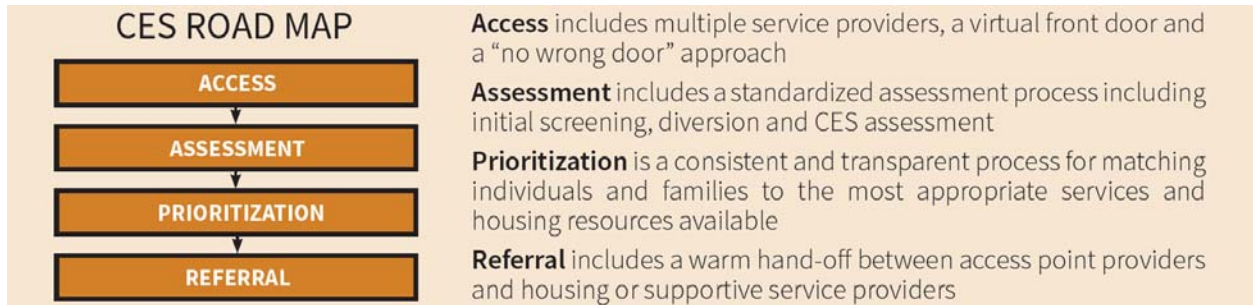 CES ROAD MAP
ACCESS
ASSESSMENT
PRIORITIZATION
REFERRAL
Access includes multiple service providers, a virtual front door and
a “no wrong door” approach
Assessment includes a standardized assessment process including
initial screening, diversion and CES assessment
Prioritization is a consistent and transparent process for matching
individuals and families to the most appropriate services and
housing resources available
Referral includes a warm hand-off between access point providers
and housing or supportive service providers